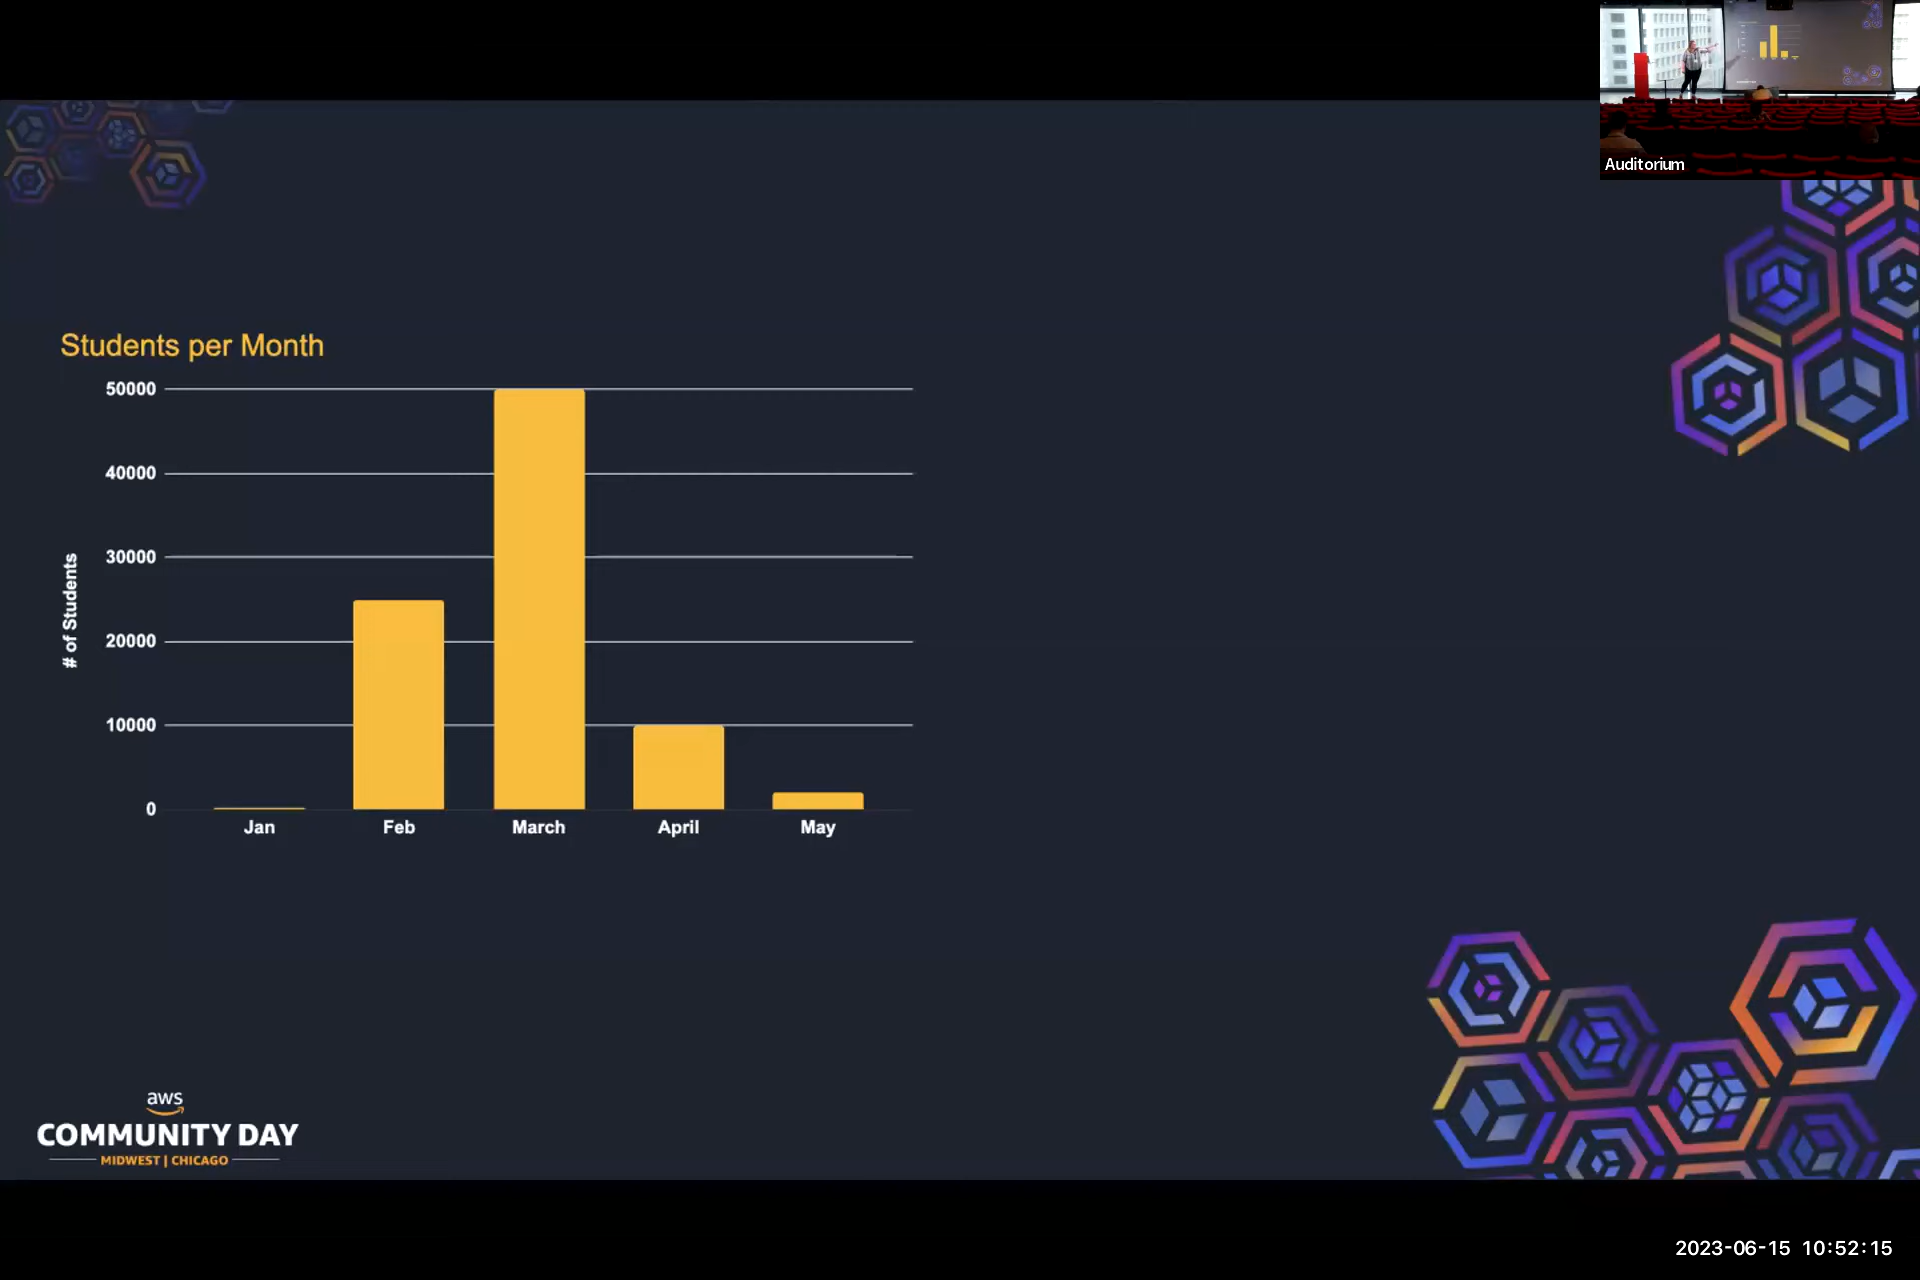 Auditorium
Students per Month
50000
40000
30000
20000
10000
0
# of Students
Jan Feb March April May
aws
COMMUNITY DAY
MIDWEST | CHICAGO
2023-06-15 10:52:15